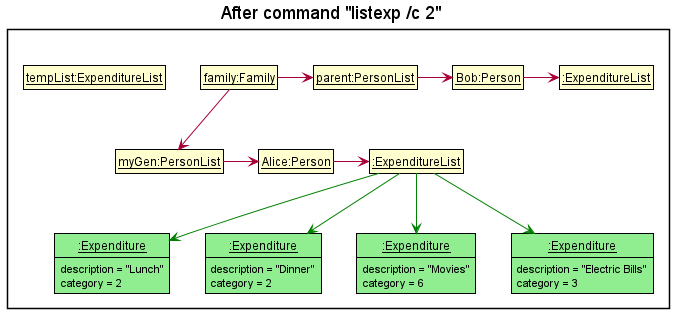 After command "listexp /c 2"
tempList:ExpenditureList
family:Family
parent:PersonList
Bob:Person
:ExpenditureList
myGen:PersonList
Alice:Person
:ExpenditureList
:Expenditure
description = "Lunch"
category = 2
:Expenditure
description = "Dinner"
category = 2
:Expenditure
description = "Movies"
category = 6
:Expenditure
description = "Electric Bills"
category = 3